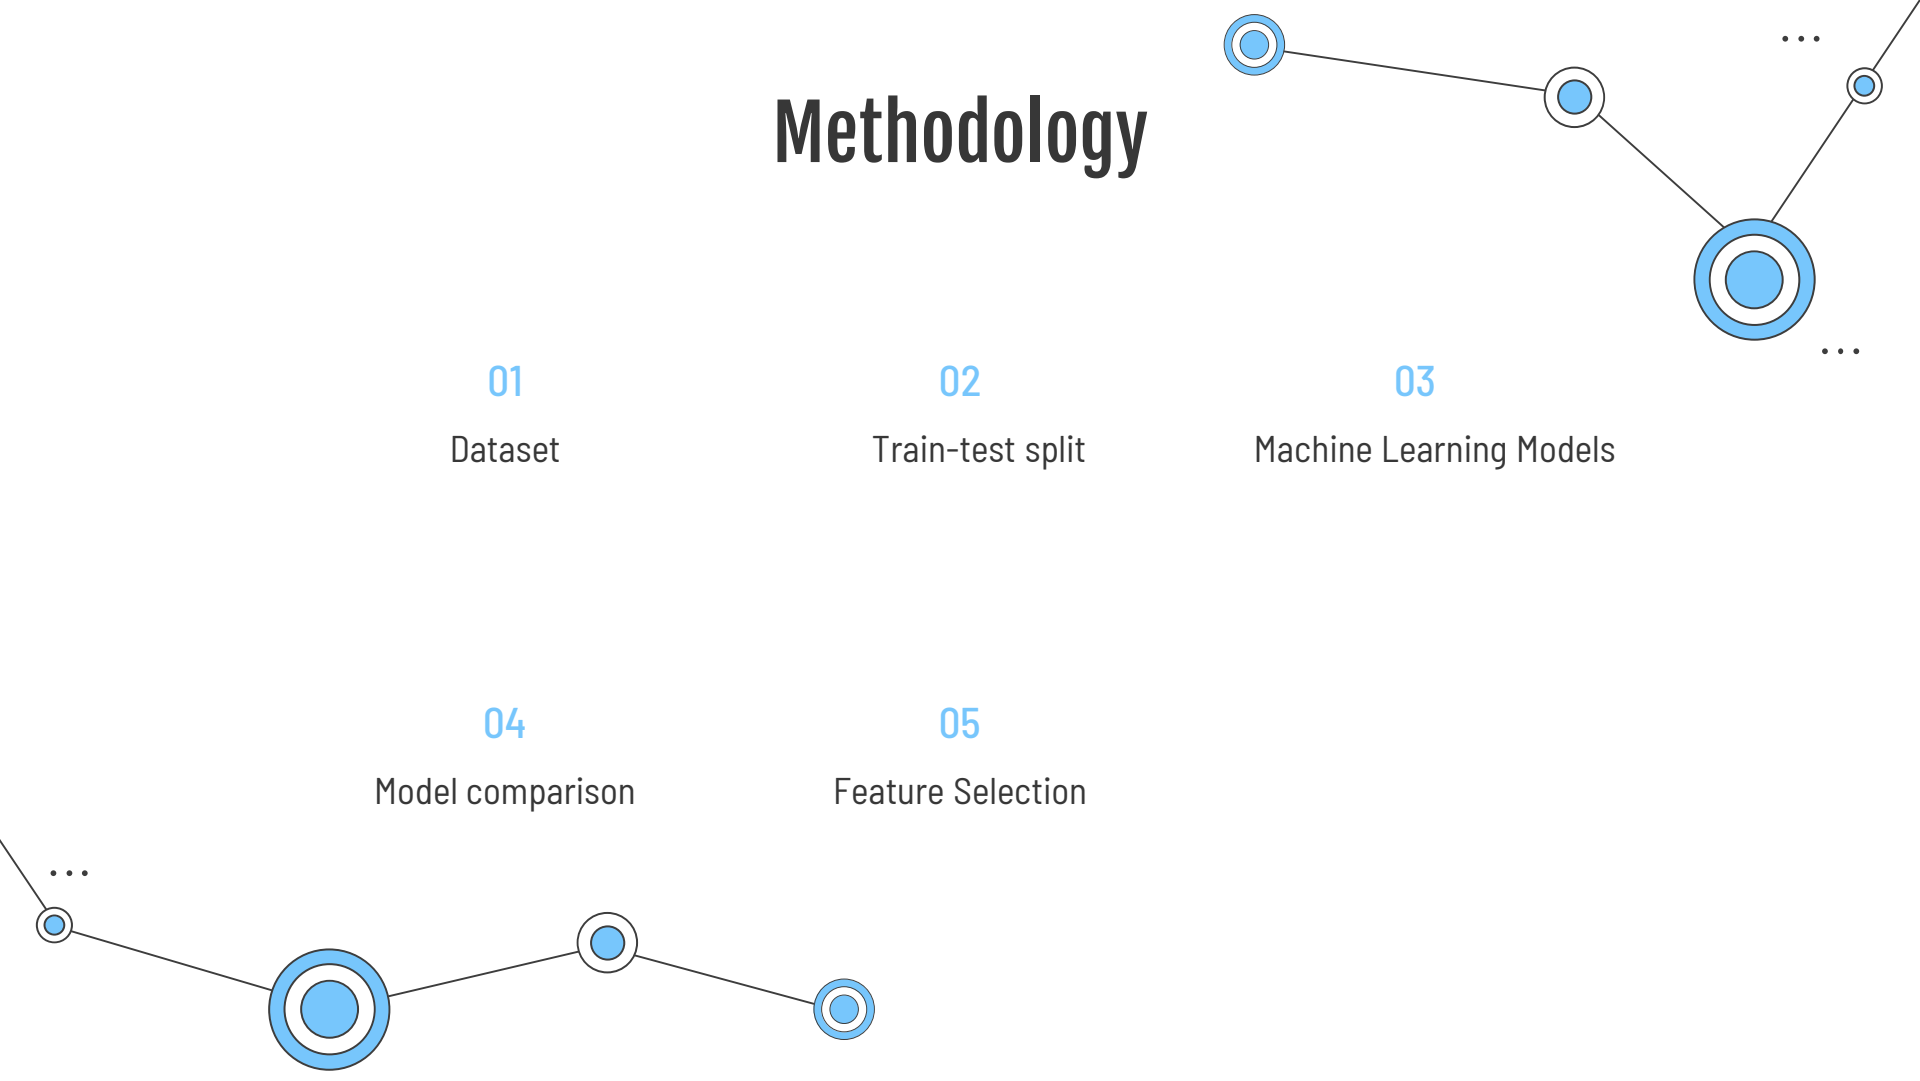 Methodology
01
Dataset
02
Train-test split
03
Machine Learning Models
04
Model comparison
05
Feature Selection